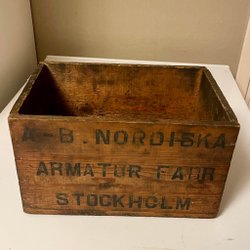 A-B. NORDISKA
ARMATUR FABR
STOCKHOLM